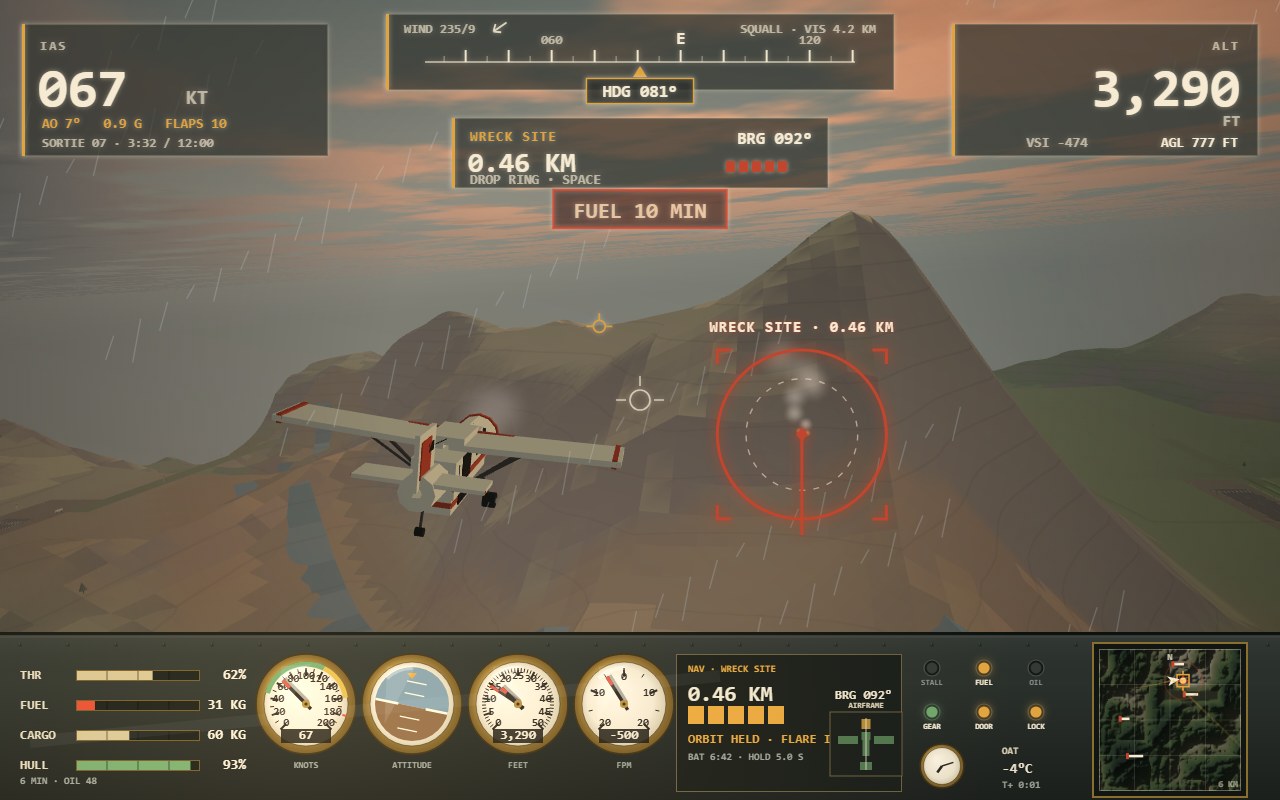 IAS
067 KT
AO 7° 0.9 G FLAPS 10
SORTIE 07 · 3:32 / 12:00
WIND 235/9
SQUALL · VIS 4.2 KM
060 E 120
HDG 081°
WRECK SITE
BRG 092°
0.46 KM
DROP RING · SPACE
FUEL 10 MIN
ALT
3,290
FT
VSI -474 AGL 777 FT
WRECK SITE · 0.46 KM
THR 62%
FUEL 31 KG
CARGO 60 KG
HULL 93%
6 MIN · OIL 48
67
KNOTS
ATTITUDE
3,290
FEET
-500
FPM
NAV · WRECK SITE
0.46 KM
BRG 092°
AIRFRAME
ORBIT HELD · FLARE I
BAT 6:42 · HOLD 5.0 S
STALL FUEL OIL
GEAR DOOR LOCK
OAT
-4°C
T+ 0:01
N
6 KM